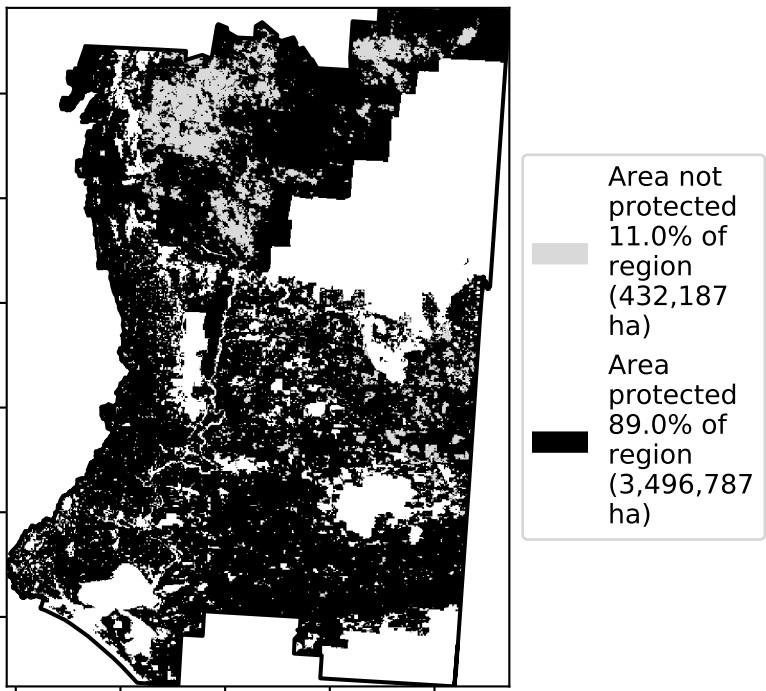 Area not
protected
11.0% of
region
(432,187
ha)
Area
protected
89.0% of
region
(3,496,787
ha)